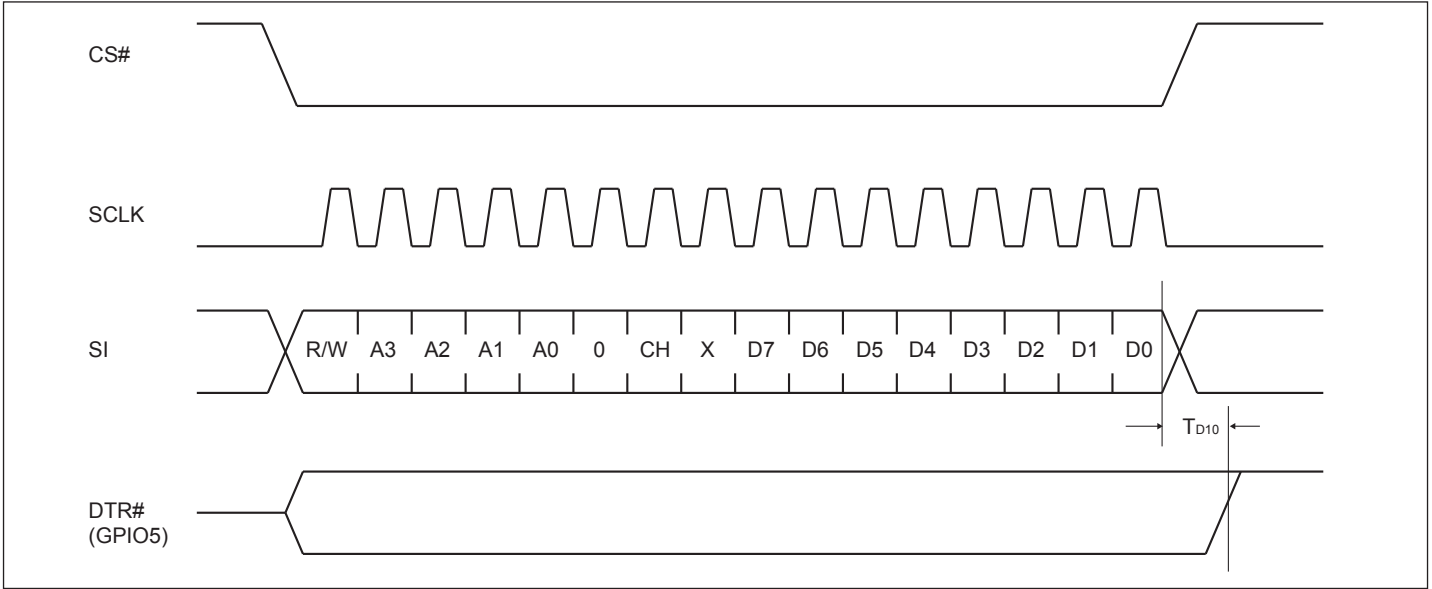 CS#
SCLK
SI
R/W A3 A2 A1 A0 0 CH X D7 D6 D5 D4 D3 D2 D1 D0
TD10
DTR#
(GPIO5)